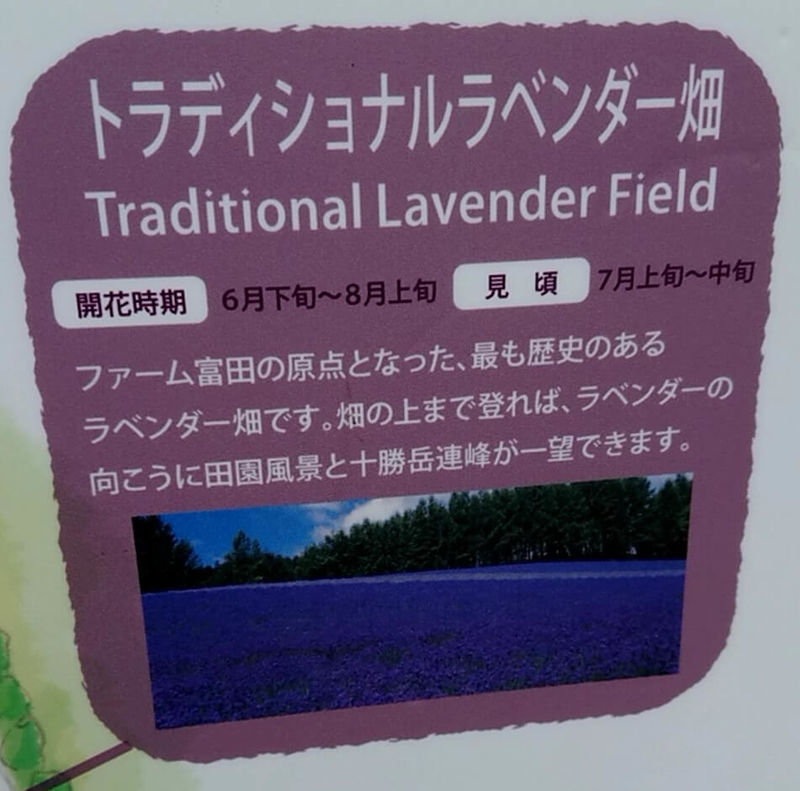 トラディショナルラベンダー畑
Traditional Lavender Field
開花時期 6月下旬～8月上旬 見 頃 7月上旬～中旬
ファーム富田の原点となった、最も歴史のある
ラベンダー畑です。畑の上まで登れば、ラベンダーの
向こうに田園風景と十勝岳連峰が一望できます。